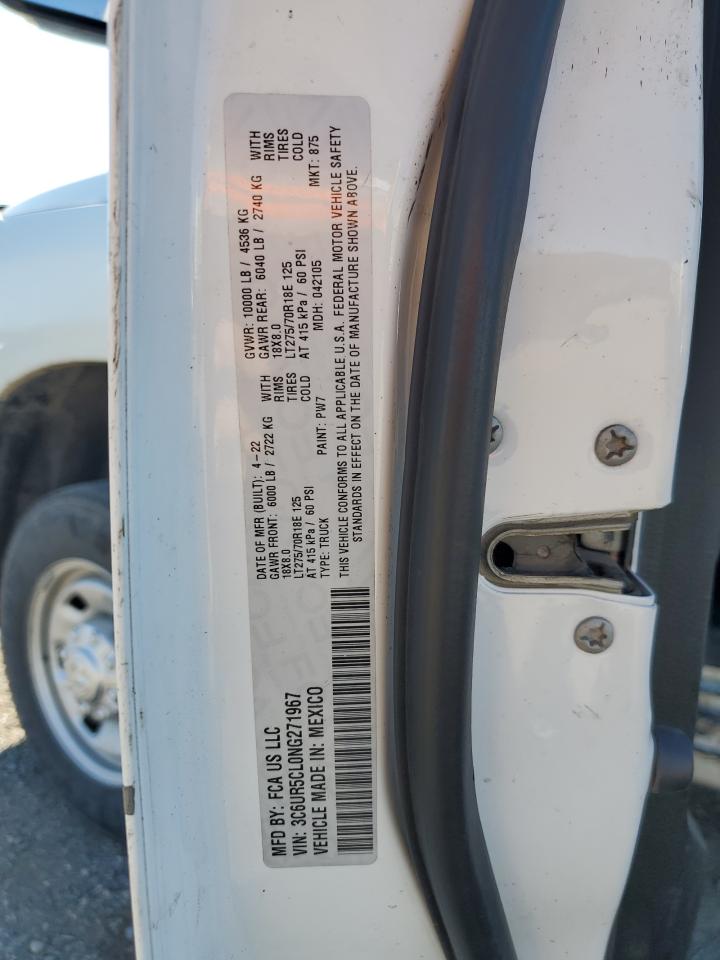 MFD BY: FCA US LLC
VIN: 3C6UR5CL0NG271967
VEHICLE MADE IN: MEXICO
DATE OF MFR (BUILT): 4-22 GVWR: 10000 LB / 4536 KG
GAWR FRONT: 6000 LB / 2722 KG WITH GAWR REAR: 6040 LB / 2740 KG WITH
18X8.0 RIMS 18X8.0 RIMS
LT275/70R18E 125 TIRES LT275/70R18E 125 TIRES
AT 415 kPa / 60 PSI COLD AT 415 kPa / 60 PSI COLD
TYPE: TRUCK PAINT: PW7 MDH: 042105 MKT: 875
THIS VEHICLE CONFORMS TO ALL APPLICABLE U.S.A. FEDERAL MOTOR VEHICLE SAFETY
STANDARDS IN EFFECT ON THE DATE OF MANUFACTURE SHOWN ABOVE.